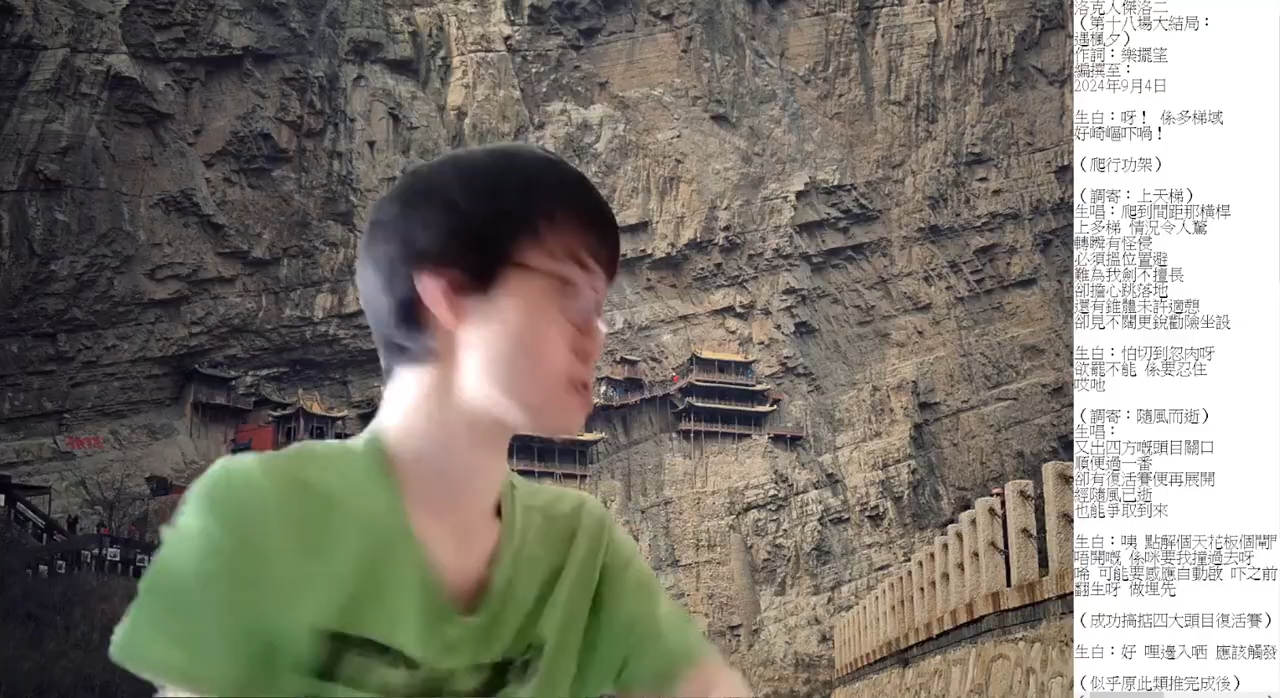 洛克人傑洛二
（第十八場大結局：
遇楓夕）
作詞：樂擺望
編撰至：
2024年9月4日
生白：呀！ 係多梯域
好崎嶇吓喎！
（爬行功架）
（調寄：上天梯）
生唱：爬到間距那橫桿
上多梯 情況令人驚
轉瞬有怪侵
必須搵位置避
難為我劍不擅長
卻擔心跳落地
還有錐體未許適憩
卻見不闊更銳勸險坐設
生白：怕切到忽肉呀
欲罷不能 係要忍住
哎吔
（調寄：隨風而逝）
生唱：
又出四方嘅頭目關口
順便過一番
卻有復活賽便再展開
經隨風已逝
也能爭取到來
生白：咦 點解個天花板個閘門
唔開嘅 係咪要我撞過去呀
唏 可能要感應自動啟 吓之前
翻生呀 做埋先
（成功搞掂四大頭目復活賽）
生白：好 哩邊入哂 應該觸發
（似乎原此類推完成後）